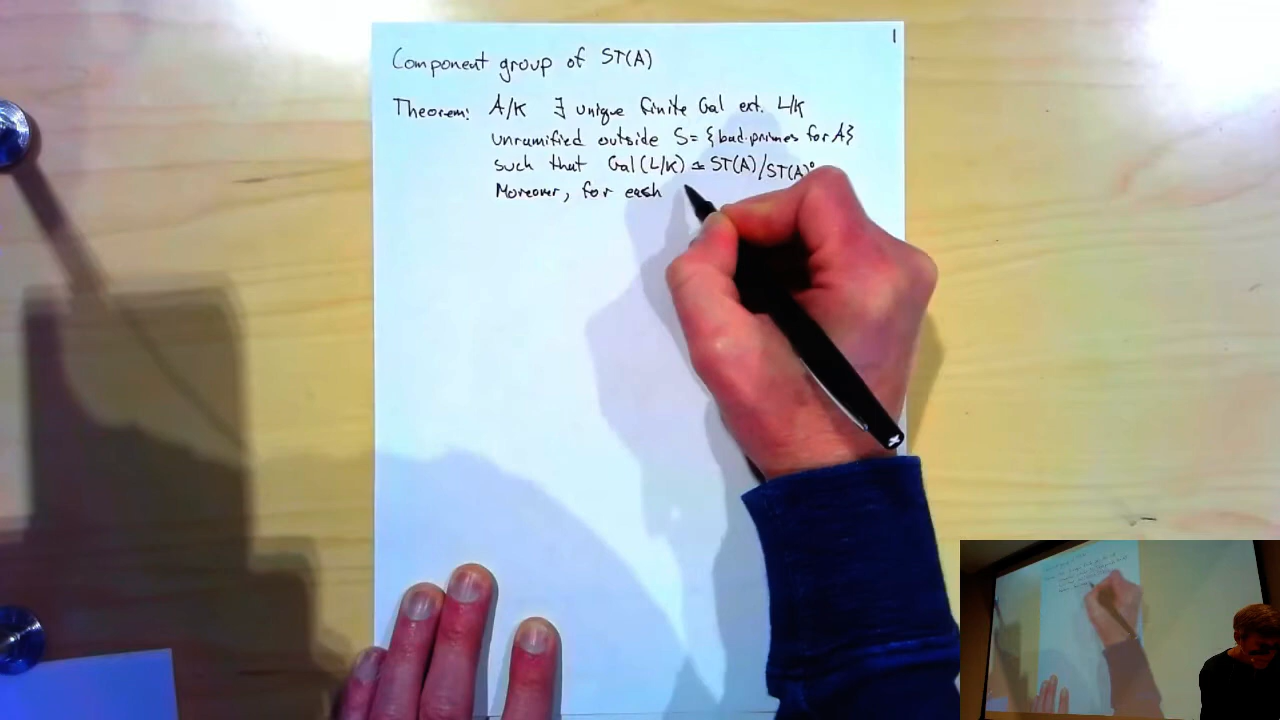 1
Component group of ST(A)
Theorem: A/K ∃ unique finite Gal ext. L/K
unramified outside S = {bad primes for A}
such that Gal(L/K) ≃ ST(A)/ST(A)°
Moreover, for each